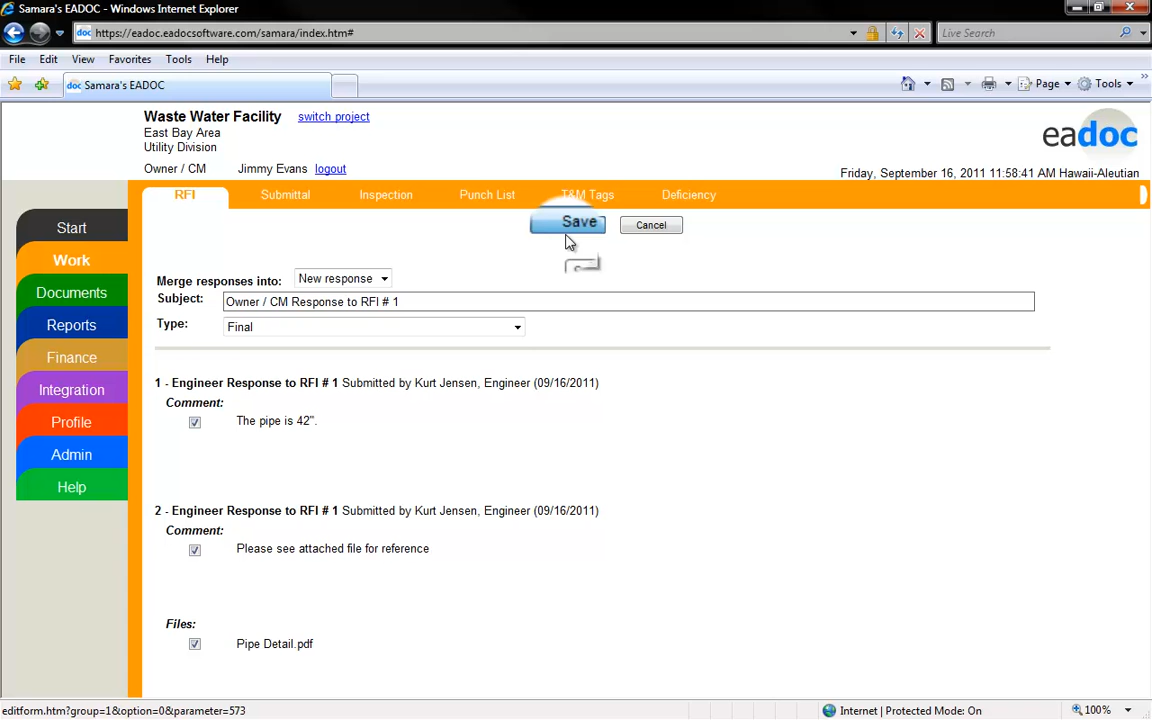 Samara's EADOC - Windows Internet Explorer
doc https://eadoc.eadocsoftware.com/samara/index.htm#
Live Search
File Edit View Favorites Tools Help
doc Samara's EADOC
Page Tools
Waste Water Facility switch project
East Bay Area
Utility Division
Owner / CM Jimmy Evans logout
eadoc
Friday, September 16, 2011 11:58:41 AM Hawaii-Aleutian
RFI Submittal Inspection Punch List T&M Tags Deficiency
Start
Work
Documents
Reports
Finance
Integration
Profile
Admin
Help
Save Cancel
Merge responses into: New response
Subject: Owner / CM Response to RFI # 1
Type: Final
1 - Engineer Response to RFI # 1 Submitted by Kurt Jensen, Engineer (09/16/2011)
Comment:
The pipe is 42".
2 - Engineer Response to RFI # 1 Submitted by Kurt Jensen, Engineer (09/16/2011)
Comment:
Please see attached file for reference
Files:
Pipe Detail.pdf
editform.htm?group=1&option=0&parameter=573
Internet | Protected Mode: On
100%